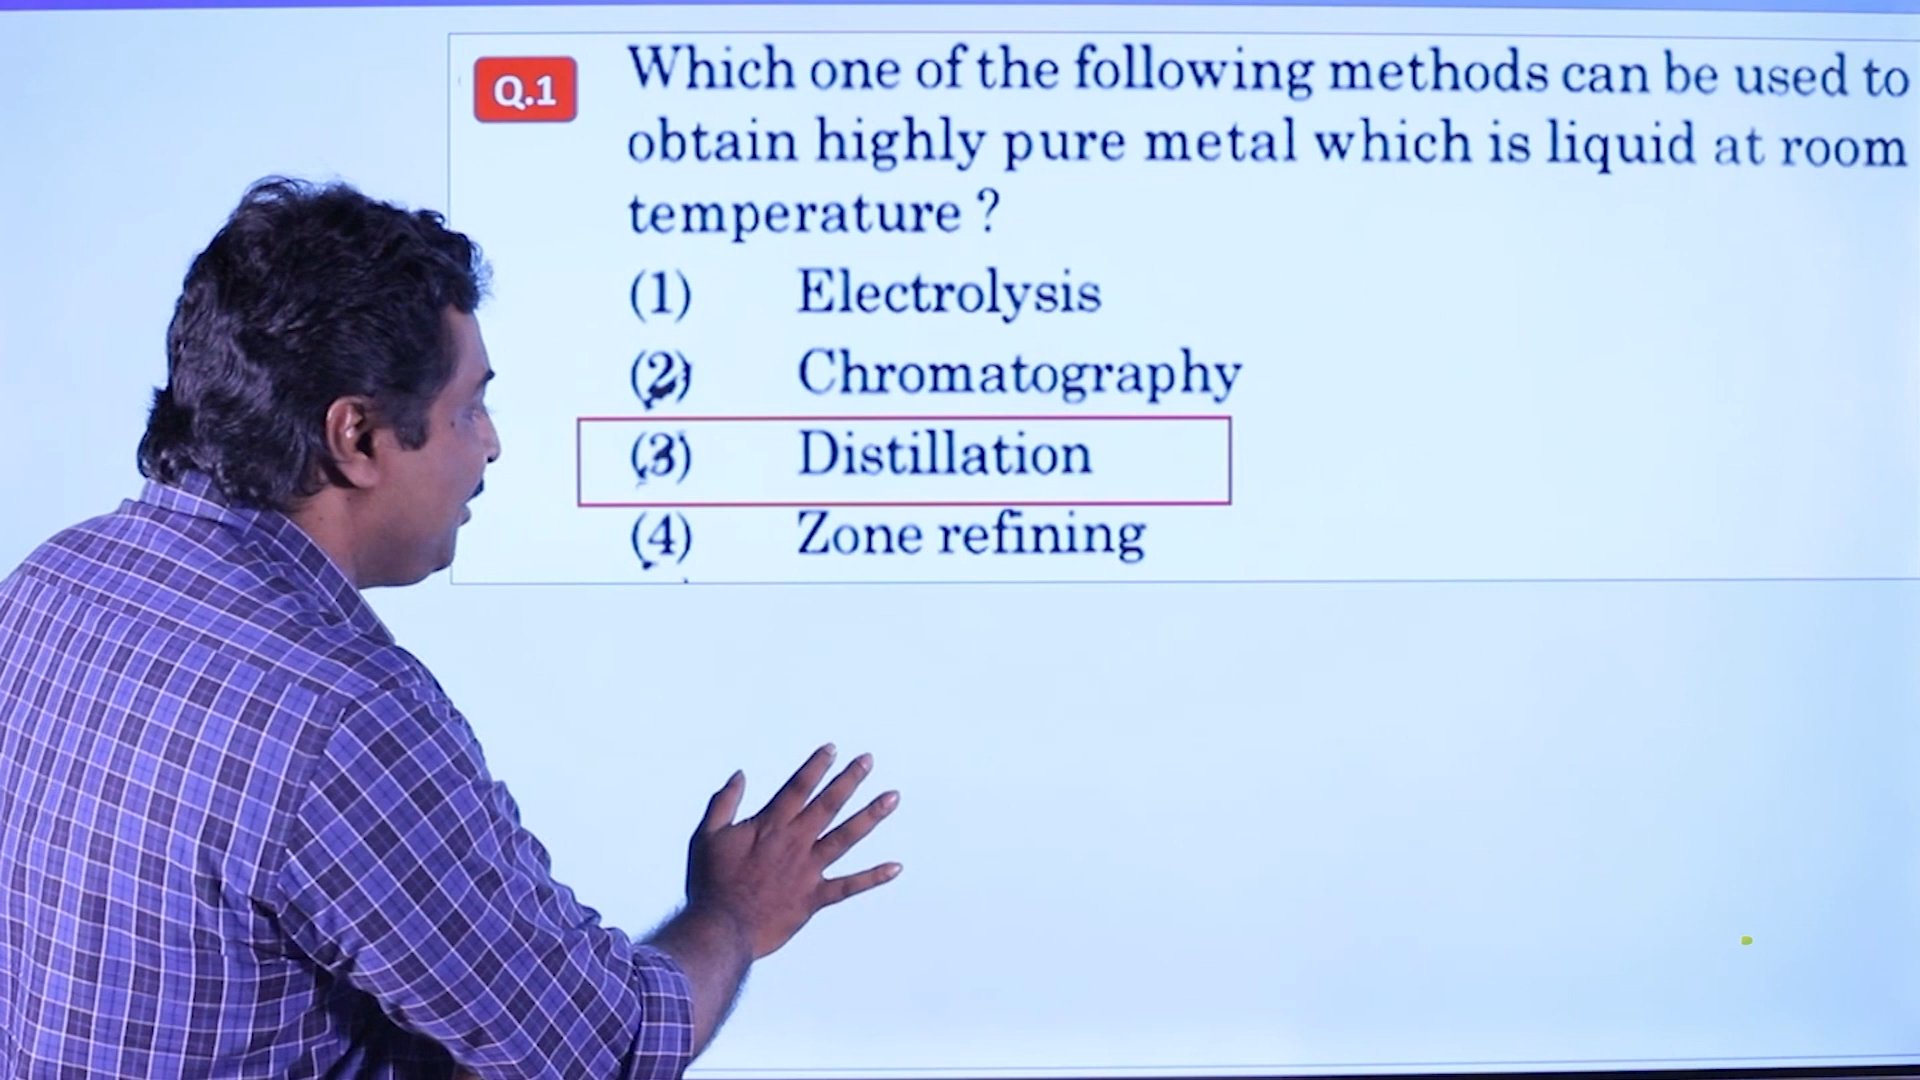 Q.1
Which one of the following methods can be used to
obtain highly pure metal which is liquid at room
temperature ?
(1) Electrolysis
(2) Chromatography
(3) Distillation
(4) Zone refining